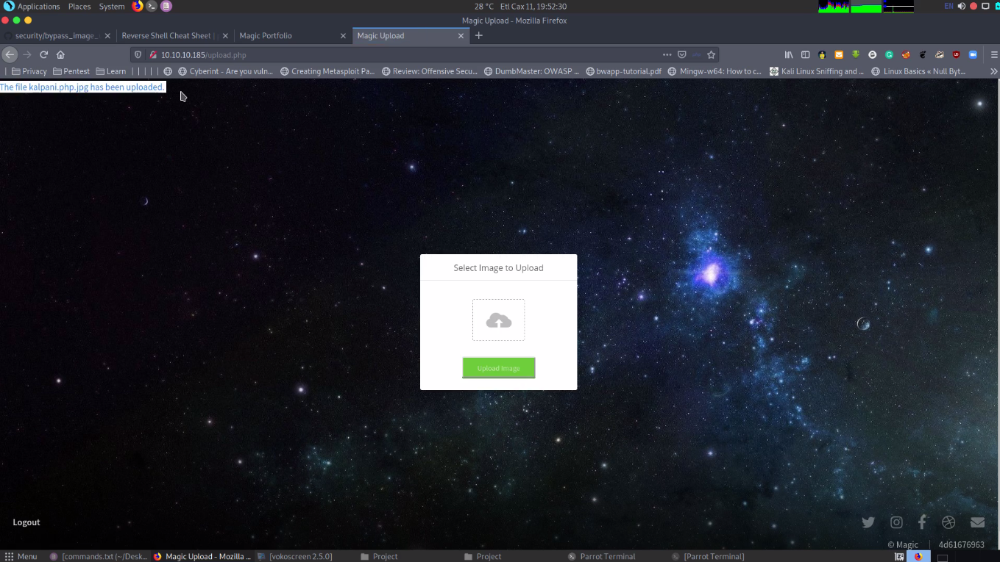 Applications Places System 28 °C Etl Cax 11, 19:52:30 EN
Magic Upload - Mozilla Firefox
security/bypass_image_ Reverse Shell Cheat Sheet | Magic Portfolio Magic Upload
10.10.10.185/upload.php
Privacy Pentest Learn Cyberint - Are you vuln... Creating Metasploit Pa... Review: Offensive Secu... DumbMaster: OWASP ... bwapp-tutorial.pdf Mingw-w64: How to c... Kali Linux Sniffing and ... Linux Basics « Null Byt...
The file kalpani.php.jpg has been uploaded.
Select Image to Upload
Upload Image
Logout
© Magic | 4d61676963
Menu [commands.txt (~/Desk... Magic Upload - Mozilla ... [vokoscreen 2.5.0] Project Project Parrot Terminal [Parrot Terminal]